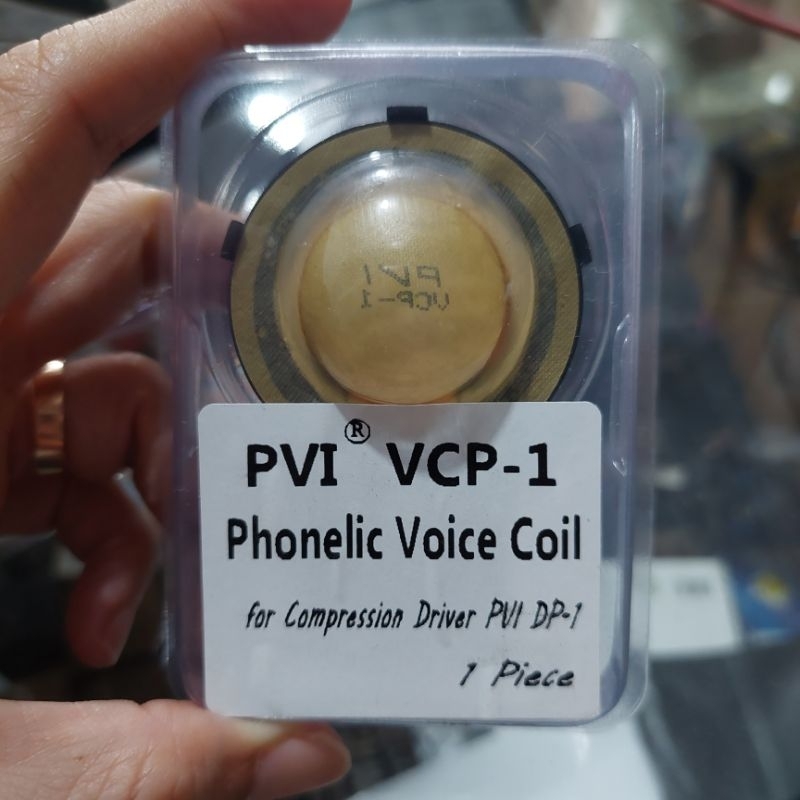 PVI
VCP-1
PVI® VCP-1
Phonelic Voice Coil
for Compression Driver PVI DP-1
1 Piece